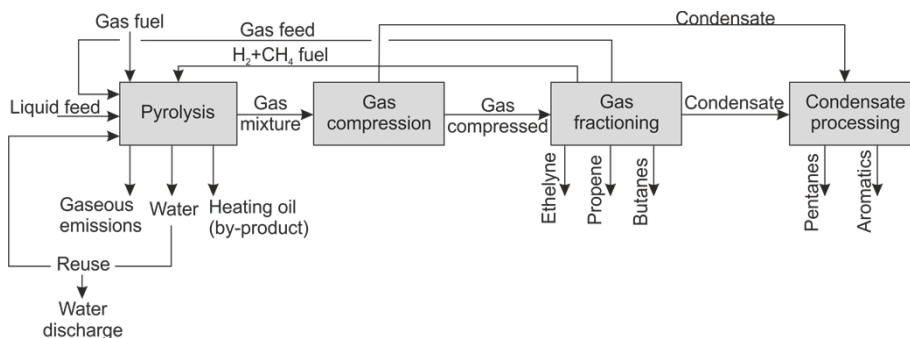 Gas fuel
Gas feed
Condensate
H₂+CH₄ fuel
Liquid feed
Pyrolysis
Gas
mixture
Gas
compression
Gas
compressed
Gas
fractioning
Condensate
Condensate
processing
Gaseous
emissions
Water
Heating oil
(by-product)
Ethelyne
Propene
Butanes
Pentanes
Aromatics
Reuse
Water
discharge